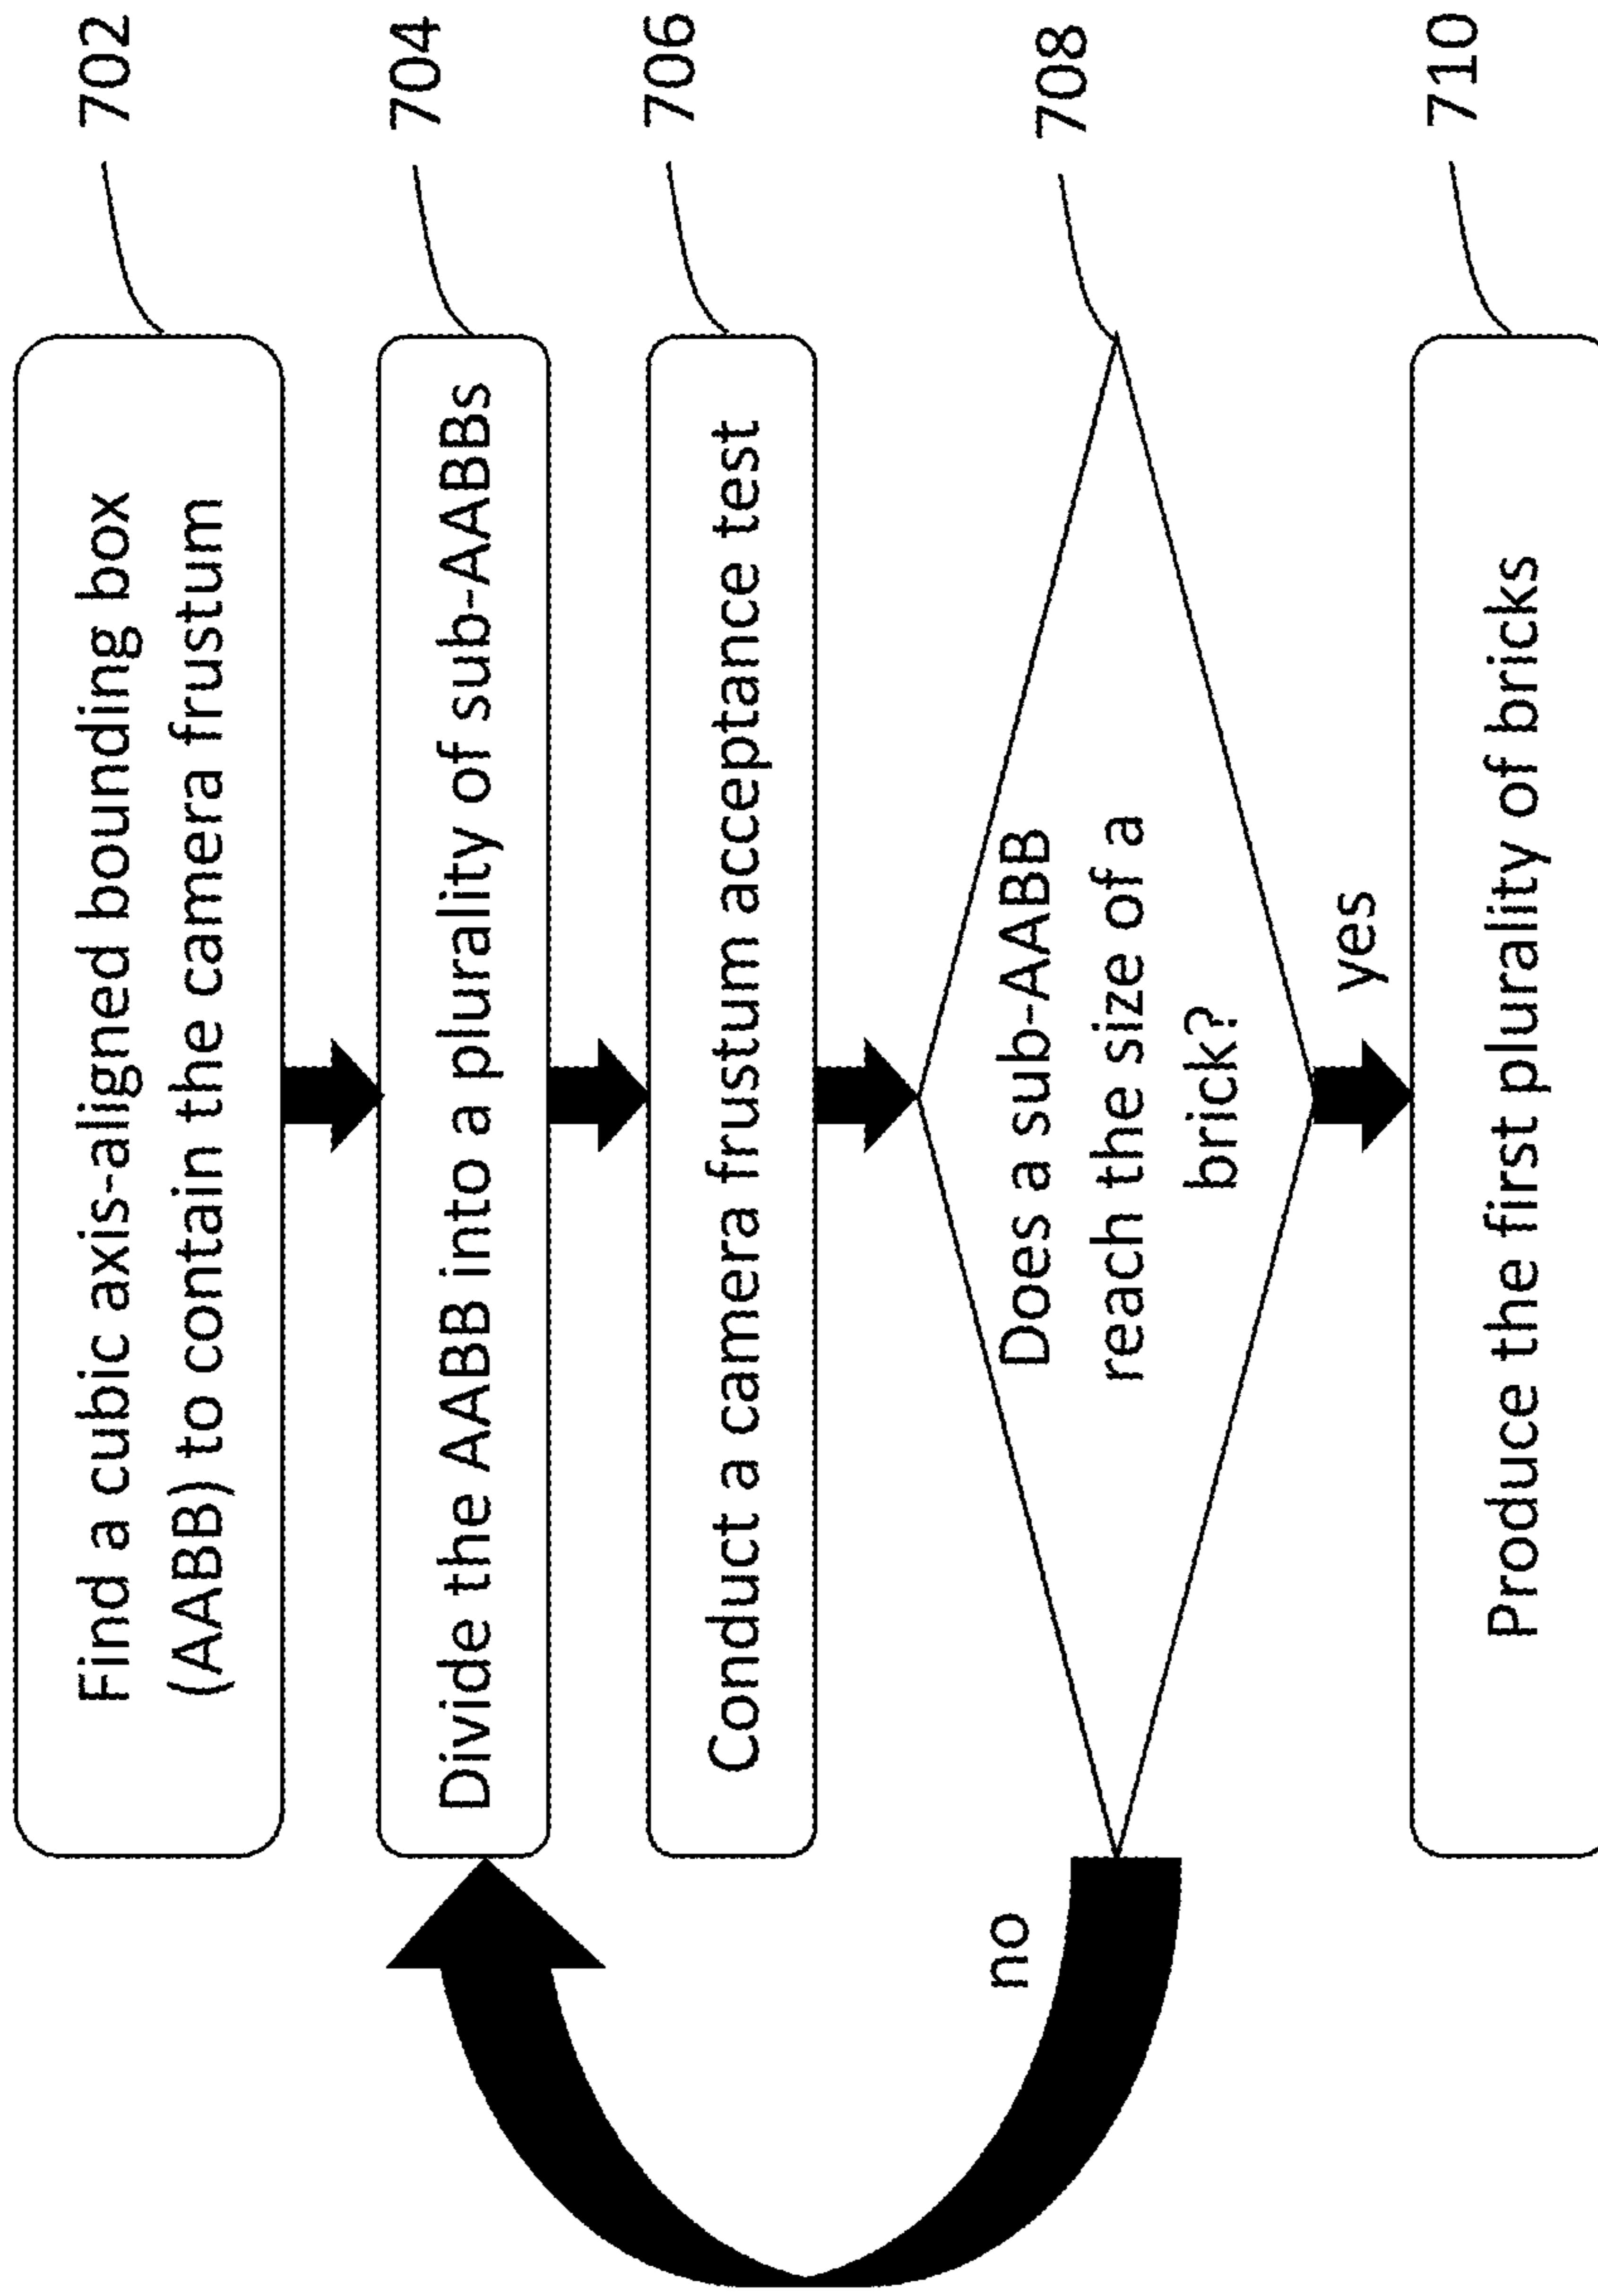 Find a cubic axis-aligned bounding box
(AABB) to contain the camera frustum
702
Divide the AABB into a plurality of sub-AABBs
704
Conduct a camera frustum acceptance test
706
Does a sub-AABB
reach the size of a
brick?
708
no
yes
Produce the first plurality of bricks
710